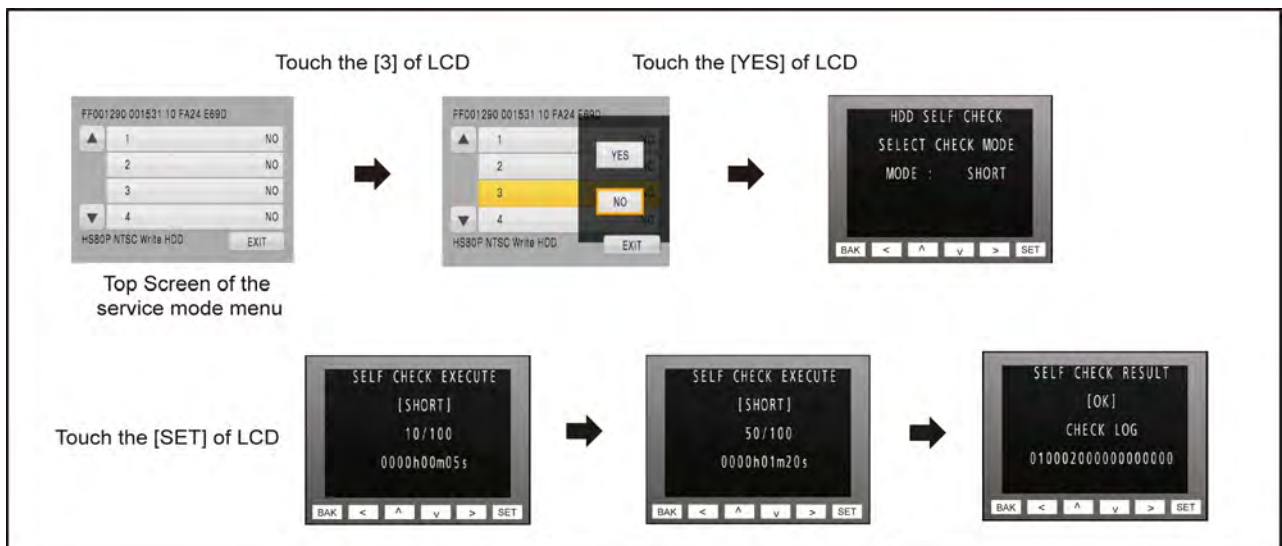 Touch the [3] of LCD
Touch the [YES] of LCD
FF001290 001531 10 FA24 E69D
▲ 1 NO
2 NO
3 NO
▼ 4 NO
HS80P NTSC Write HDD EXIT
Top Screen of the
service mode menu
FF001290 001531 10 FA24 E69D
▲ 1
YES
2
3
NO
▼ 4 NO
HS80P NTSC Write HDD EXIT
HDD SELF CHECK
SELECT CHECK MODE
MODE : SHORT
BAK < ^ v > SET
Touch the [SET] of LCD
SELF CHECK EXECUTE
[SHORT]
10/100
0000h00m05s
BAK < ^ v > SET
SELF CHECK EXECUTE
[SHORT]
50/100
0000h01m20s
BAK < ^ v > SET
SELF CHECK RESULT
[OK]
CHECK LOG
0100020000000000000
BAK < ^ v > SET